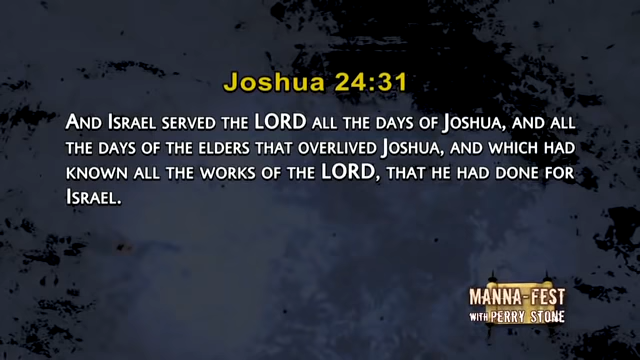 Joshua 24:31
And Israel served the LORD all the days of Joshua, and all
the days of the elders that overlived Joshua, and which had
known all the works of the LORD, that he had done for
Israel.
MANNA-FEST
WITH PERRY STONE